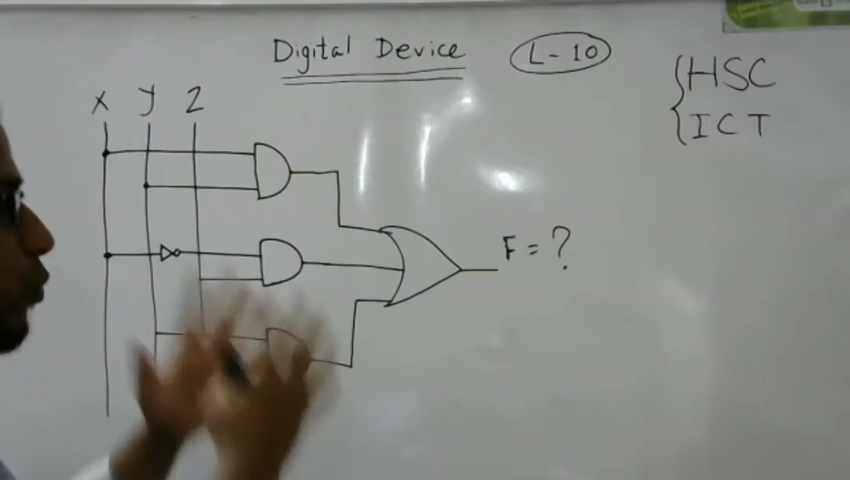 Digital Device L-10
HSC
ICT
X Y Z
F = ?